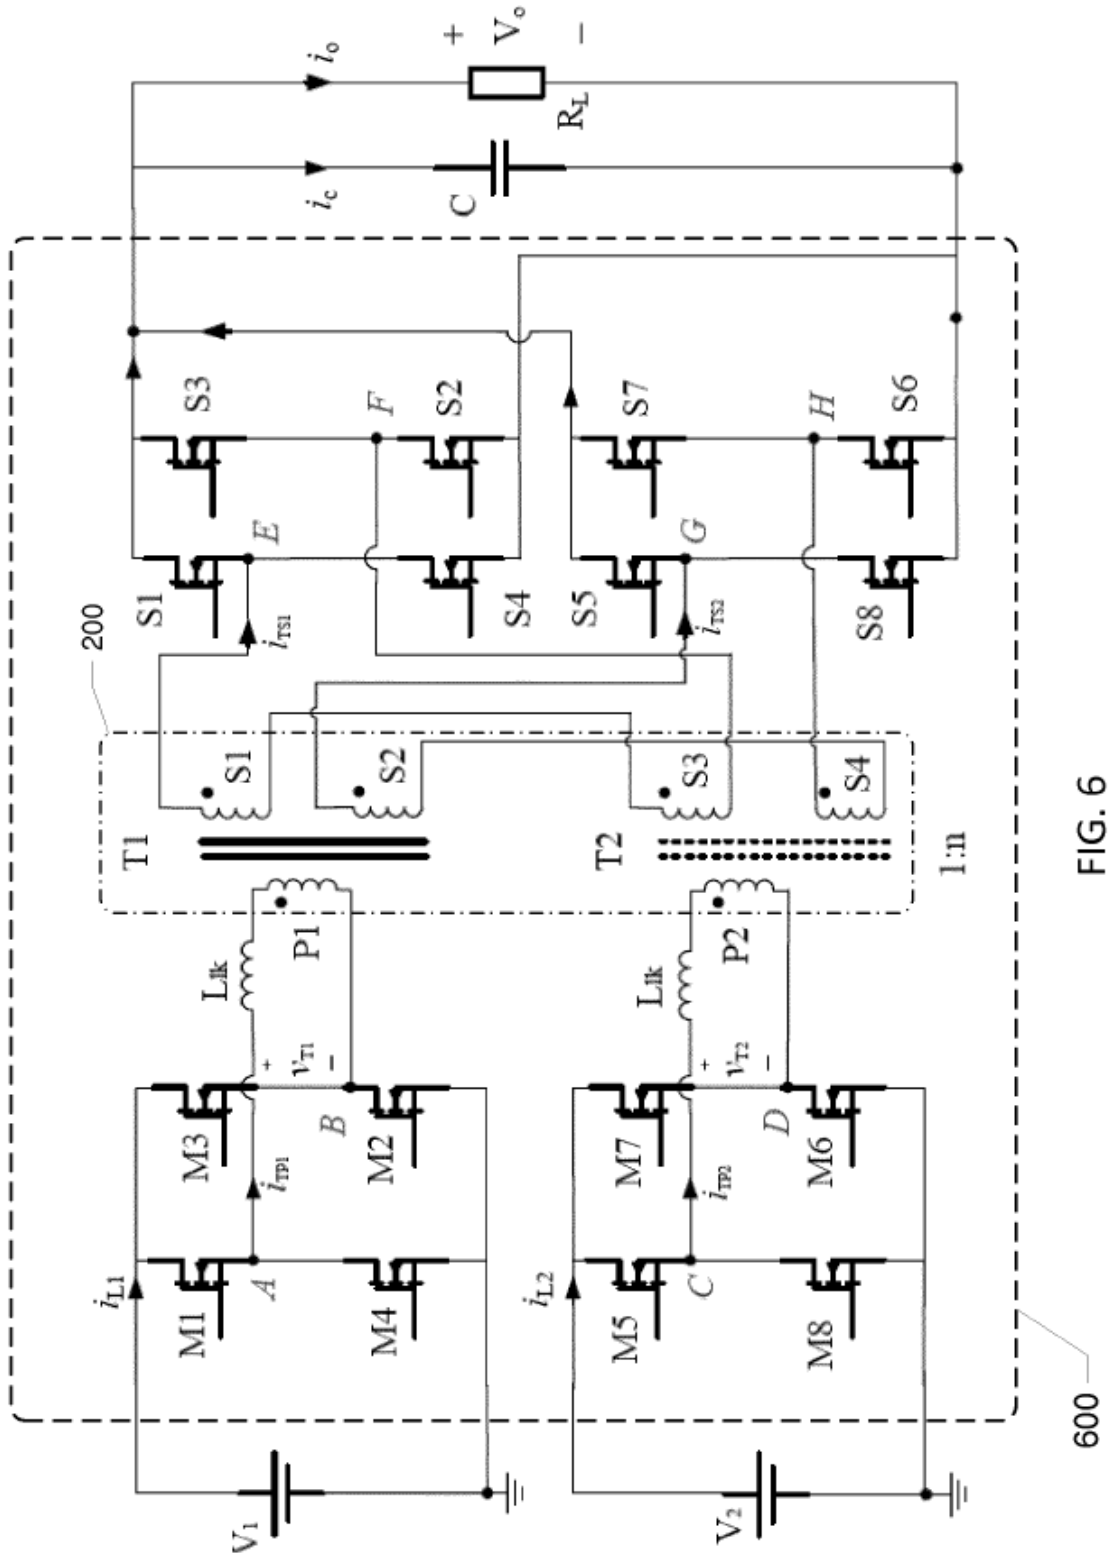 200
600
V1
V2
iL1
iL2
M1
M3
A
iTP1
B
M4
M2
M5
M7
C
iTP2
D
M8
M6
Llk
+
vT1
−
P1
Llk
+
vT2
−
P2
T1
T2
S1
S2
S3
S4
1:n
S1
S3
E
iTS1
F
S4
S2
S5
S7
G
iTS2
H
S8
S6
ic
C
io
+
Vo
−
RL
FIG. 6